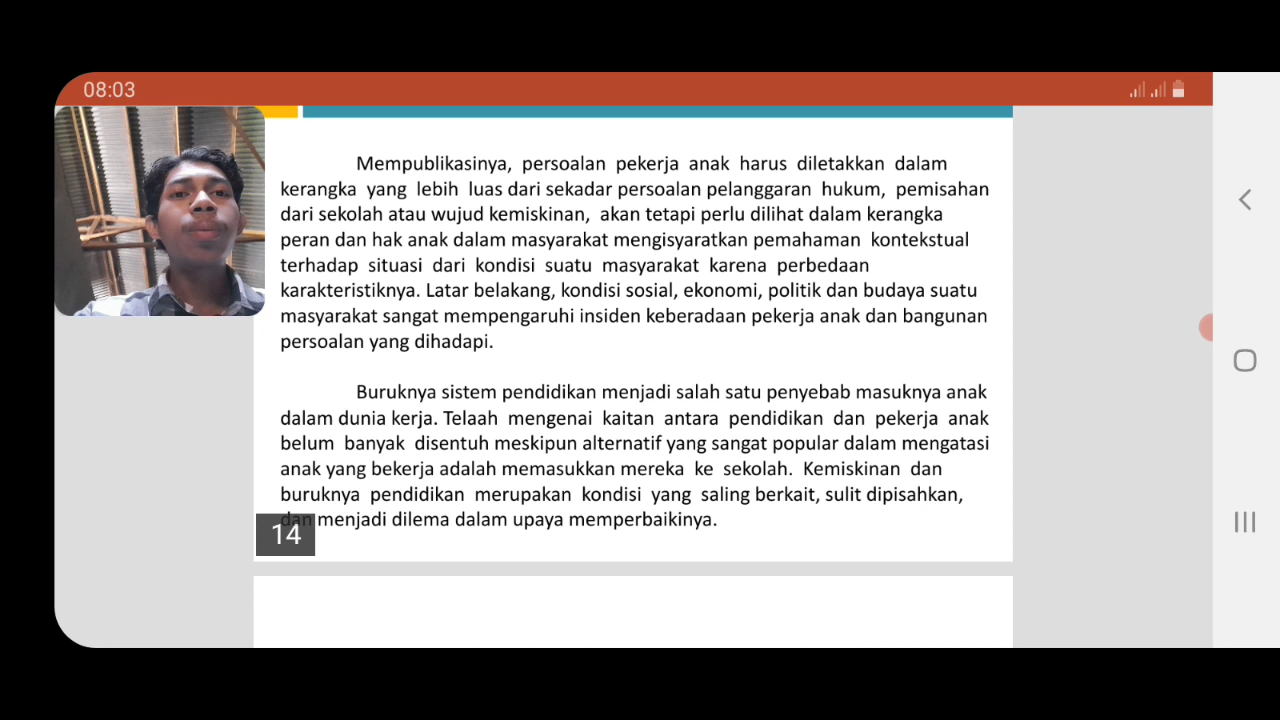 08:03
Mempublikasinya, persoalan pekerja anak harus diletakkan dalam
kerangka yang lebih luas dari sekadar persoalan pelanggaran hukum, pemisahan
dari sekolah atau wujud kemiskinan, akan tetapi perlu dilihat dalam kerangka
peran dan hak anak dalam masyarakat mengisyaratkan pemahaman kontekstual
terhadap situasi dari kondisi suatu masyarakat karena perbedaan
karakteristiknya. Latar belakang, kondisi sosial, ekonomi, politik dan budaya suatu
masyarakat sangat mempengaruhi insiden keberadaan pekerja anak dan bangunan
persoalan yang dihadapi.
Buruknya sistem pendidikan menjadi salah satu penyebab masuknya anak
dalam dunia kerja. Telaah mengenai kaitan antara pendidikan dan pekerja anak
belum banyak disentuh meskipun alternatif yang sangat popular dalam mengatasi
anak yang bekerja adalah memasukkan mereka ke sekolah. Kemiskinan dan
buruknya pendidikan merupakan kondisi yang saling berkait, sulit dipisahkan,
dan menjadi dilema dalam upaya memperbaikinya.
14